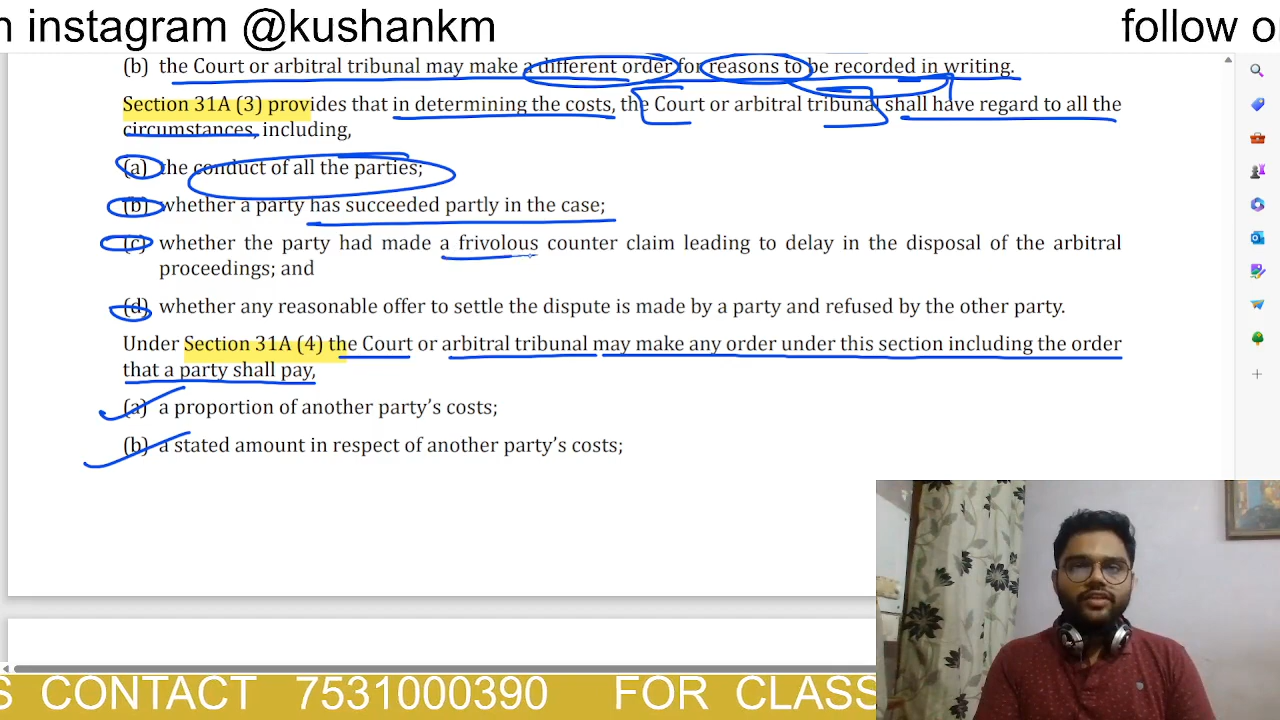 n instagram @kushankm
follow o
(b) the Court or arbitral tribunal may make a different order for reasons to be recorded in writing.
Section 31A (3) provides that in determining the costs, the Court or arbitral tribunal shall have regard to all the
circumstances, including,
(a) the conduct of all the parties;
(b) whether a party has succeeded partly in the case;
(c) whether the party had made a frivolous counter claim leading to delay in the disposal of the arbitral
proceedings; and
(d) whether any reasonable offer to settle the dispute is made by a party and refused by the other party.
Under Section 31A (4) the Court or arbitral tribunal may make any order under this section including the order
that a party shall pay,
(a) a proportion of another party’s costs;
(b) a stated amount in respect of another party’s costs;
S CONTACT 7531000390 FOR CLASS